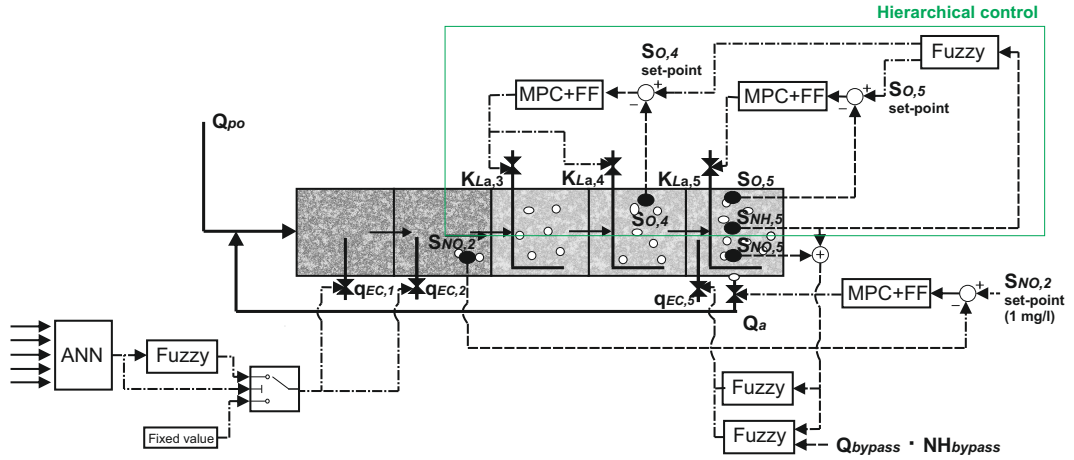 Hierarchical control
Fuzzy
SO,4
set-point
MPC+FF
+
−
MPC+FF
+
−
SO,5
set-point
Qpo
KLa,3
KLa,4
KLa,5
SO,5
SO,4
SNH,5
SNO,2
SNO,5
+
qEC,1
qEC,2
qEC,5
Qa
MPC+FF
+
−
SNO,2
set-point
(1 mg/l)
ANN
Fuzzy
Fixed value
Fuzzy
Fuzzy
Qbypass · NHbypass